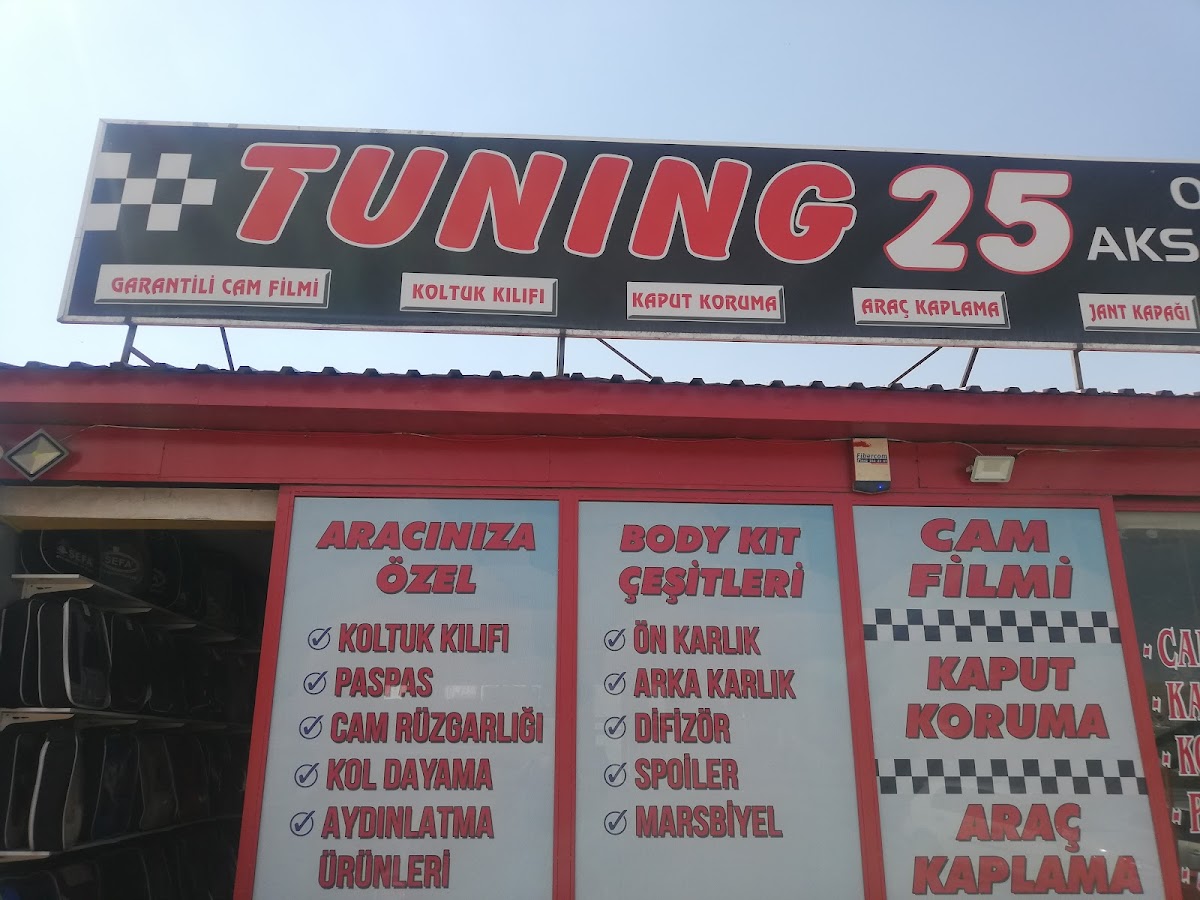 TUNING 25
GARANTİLİ CAM FİLMİ
KOLTUK KILIFI
KAPUT KORUMA
ARAÇ KAPLAMA
JANT KAPAĞI
Fibercom
ARACINIZA
ÖZEL
KOLTUK KILIFI
PASPAS
CAM RÜZGARLIĞI
KOL DAYAMA
AYDINLATMA
ÜRÜNLERİ
BODY KIT
ÇEŞİTLERİ
ÖN KARLIK
ARKA KARLIK
DİFİZÖR
SPOİLER
MARSBİYEL
CAM
FİLMİ
KAPUT
KORUMA
ARAÇ
KAPLAMA